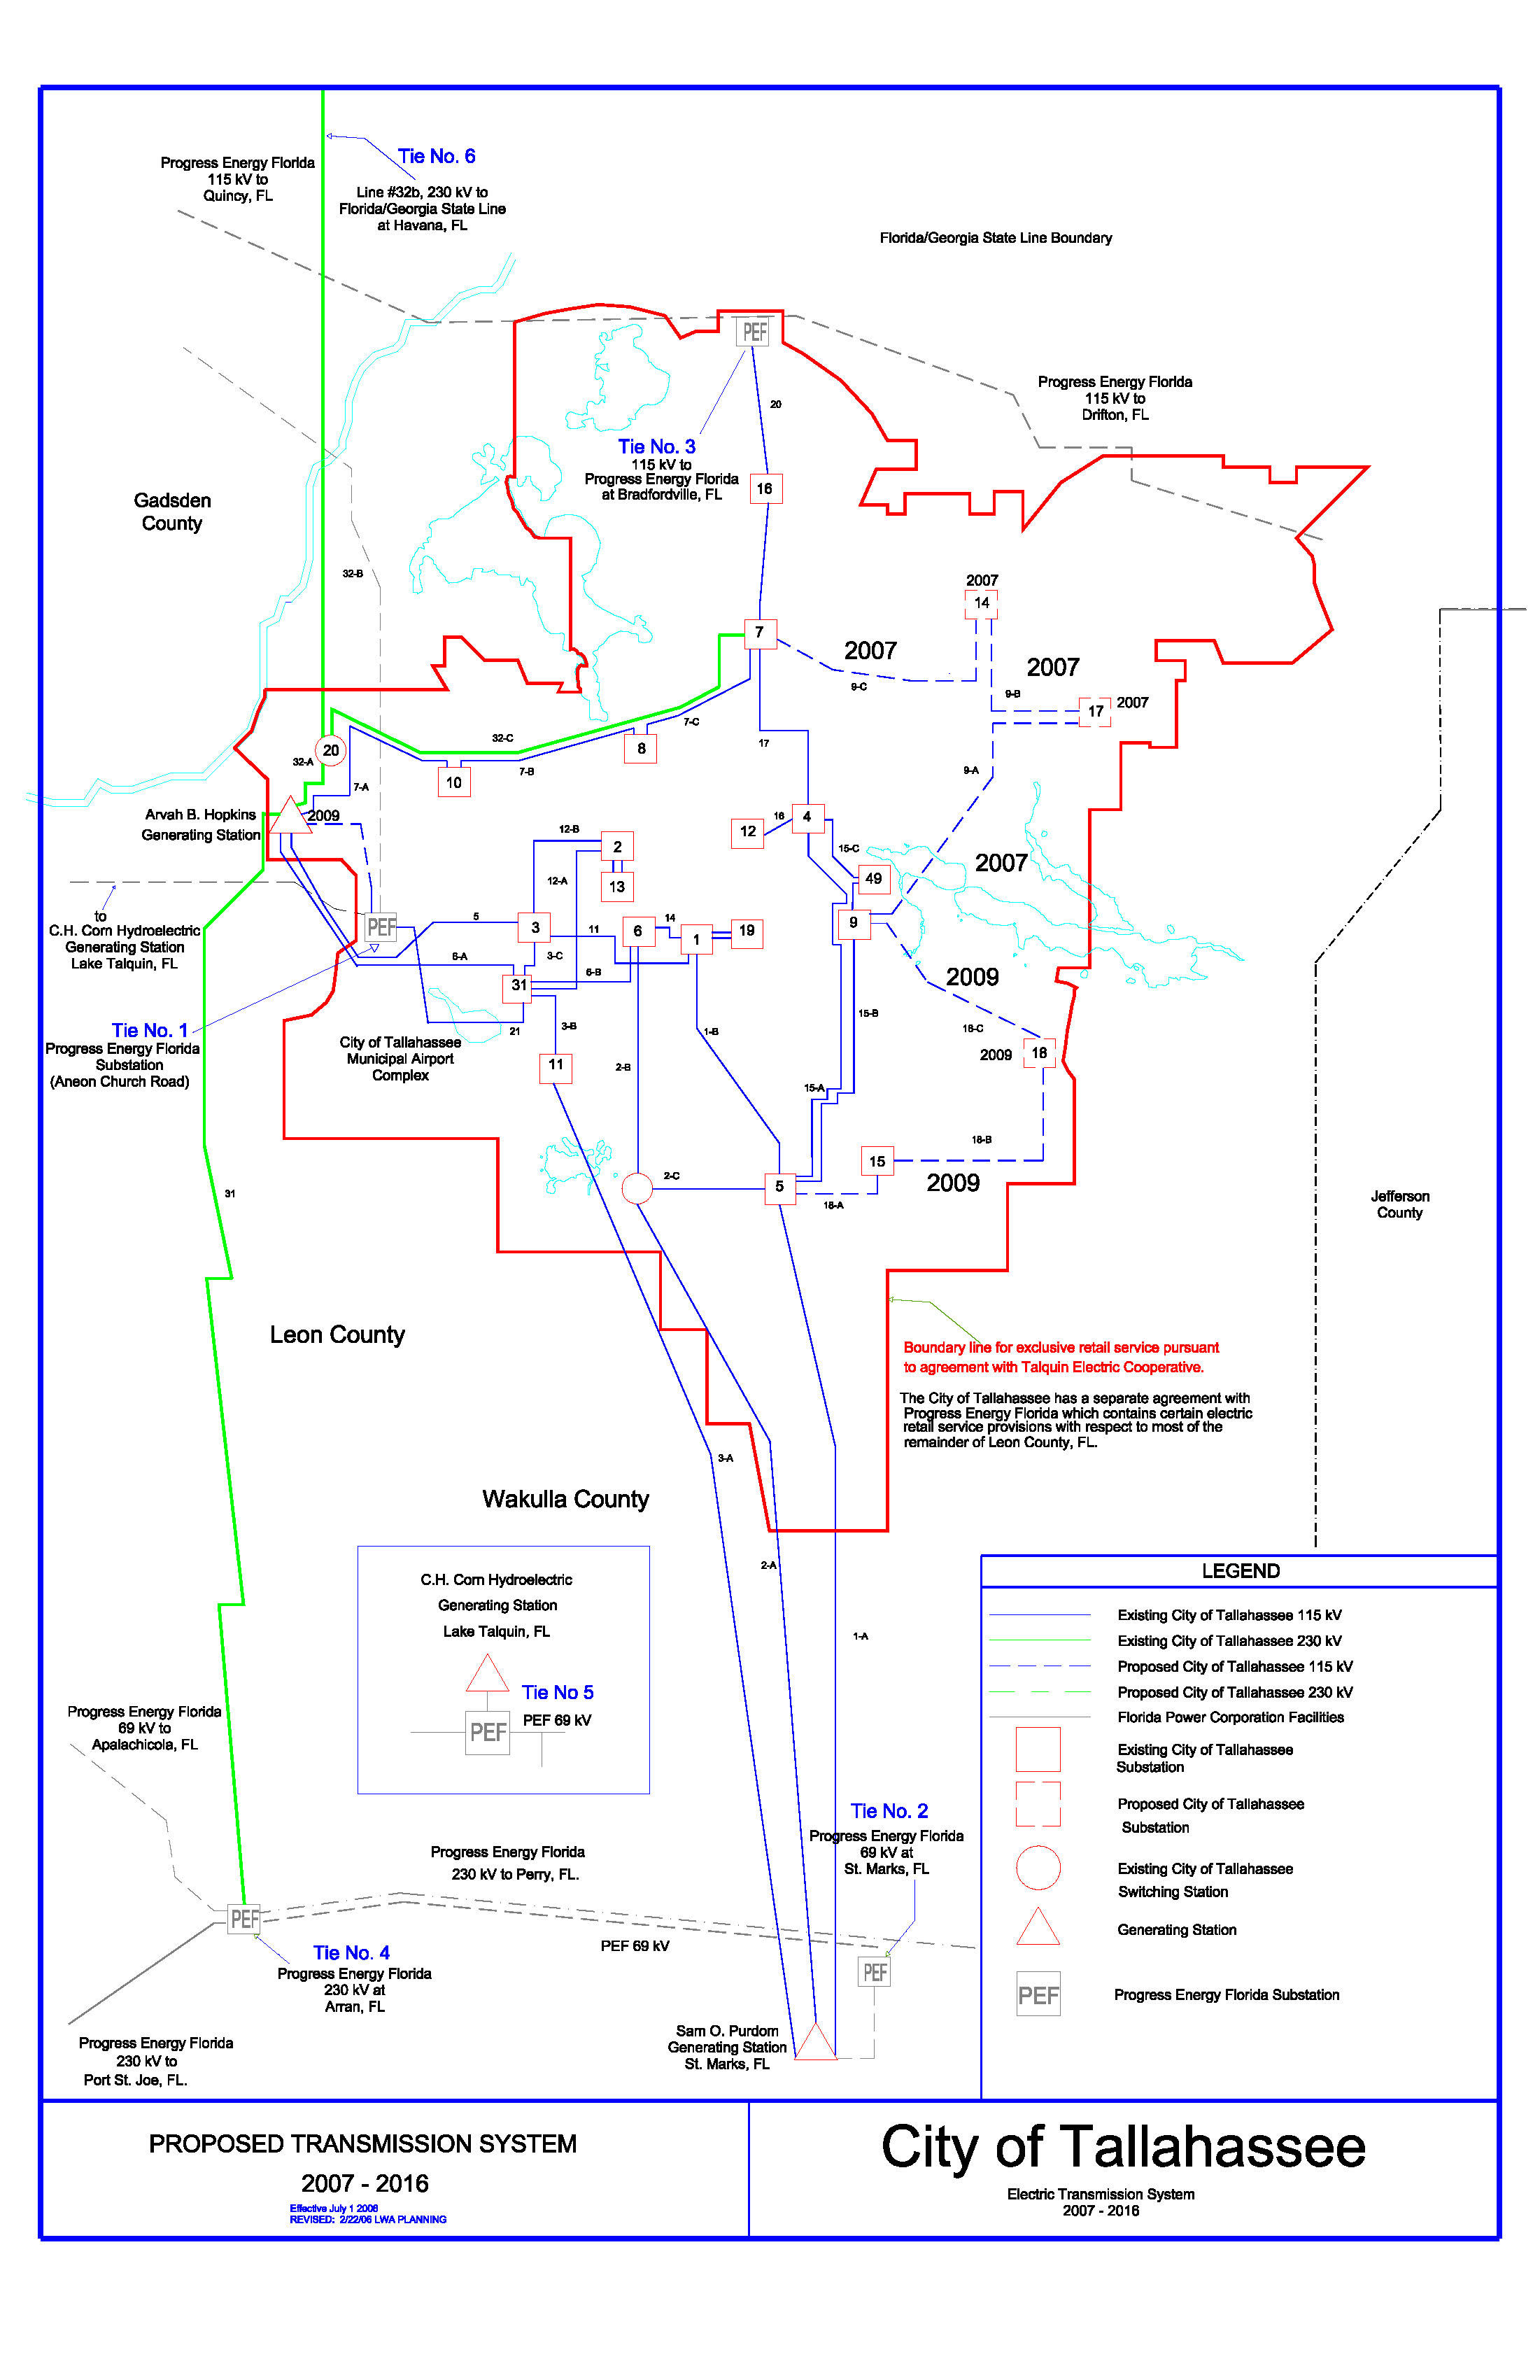 Tie No. 6
Progress Energy Florida
115 kV to
Quincy, FL
Line #32b, 230 kV to
Florida/Georgia State Line
at Havana, FL
Florida/Georgia State Line Boundary
PEF
Progress Energy Florida
115 kV to
Drifton, FL
20
Tie No. 3
115 kV to
Progress Energy Florida
at Bradfordville, FL
16
Gadsden
County
32-B
2007
14
7
2007
2007
9-C
9-B
17
2007
7-C
17
32-C
20
8
32-A
7-B
10
9-A
7-A
Arvah B. Hopkins
Generating Station
2009
16
4
12
12-B
2
15-C
2007
12-A
13
49
to
C.H. Corn Hydroelectric
Generating Station
Lake Talquin, FL
PEF
5
3
11
6
14
1
19
9
3-C
8-A
6-B
2009
31
15-B
Tie No. 1
Progress Energy Florida
Substation
(Aneon Church Road)
City of Tallahassee
Municipal Airport
Complex
21
3-B
1-B
18-C
2009
18
11
2-B
15-A
18-B
15
2-C
5
2009
18-A
31
Jefferson
County
Leon County
Boundary line for exclusive retail service pursuant
to agreement with Talquin Electric Cooperative.
The City of Tallahassee has a separate agreement with
Progress Energy Florida which contains certain electric
retail service provisions with respect to most of the
remainder of Leon County, FL.
3-A
Wakulla County
2-A
1-A
C.H. Corn Hydroelectric
Generating Station
Lake Talquin, FL
Tie No 5
PEF
PEF 69 kV
LEGEND
Existing City of Tallahassee 115 kV
Existing City of Tallahassee 230 kV
Proposed City of Tallahassee 115 kV
Proposed City of Tallahassee 230 kV
Florida Power Corporation Facilities
Existing City of Tallahassee
Substation
Proposed City of Tallahassee
Substation
Existing City of Tallahassee
Switching Station
Generating Station
PEF
Progress Energy Florida Substation
Progress Energy Florida
69 kV to
Apalachicola, FL
Tie No. 2
Progress Energy Florida
69 kV at
St. Marks, FL
Progress Energy Florida
230 kV to Perry, FL.
PEF
PEF 69 kV
Tie No. 4
Progress Energy Florida
230 kV at
Arran, FL
PEF
Progress Energy Florida
230 kV to
Port St. Joe, FL.
Sam O. Purdom
Generating Station
St. Marks, FL
PROPOSED TRANSMISSION SYSTEM
2007 - 2016
Effective July 1 2006
REVISED: 2/22/06 LWA PLANNING
City of Tallahassee
Electric Transmission System
2007 - 2016